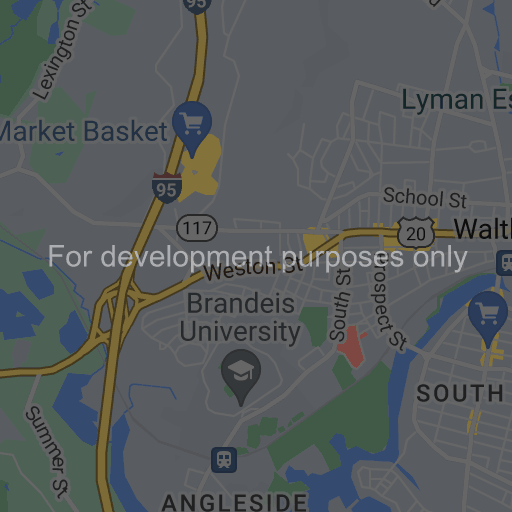 95
Lexington St
Lyman Es
Market Basket
95
School St
117
20
Walth
For development purposes only
Weston St
Brandeis
University
South St
Prospect St
SOUTH
Summer St
ANGLESIDE